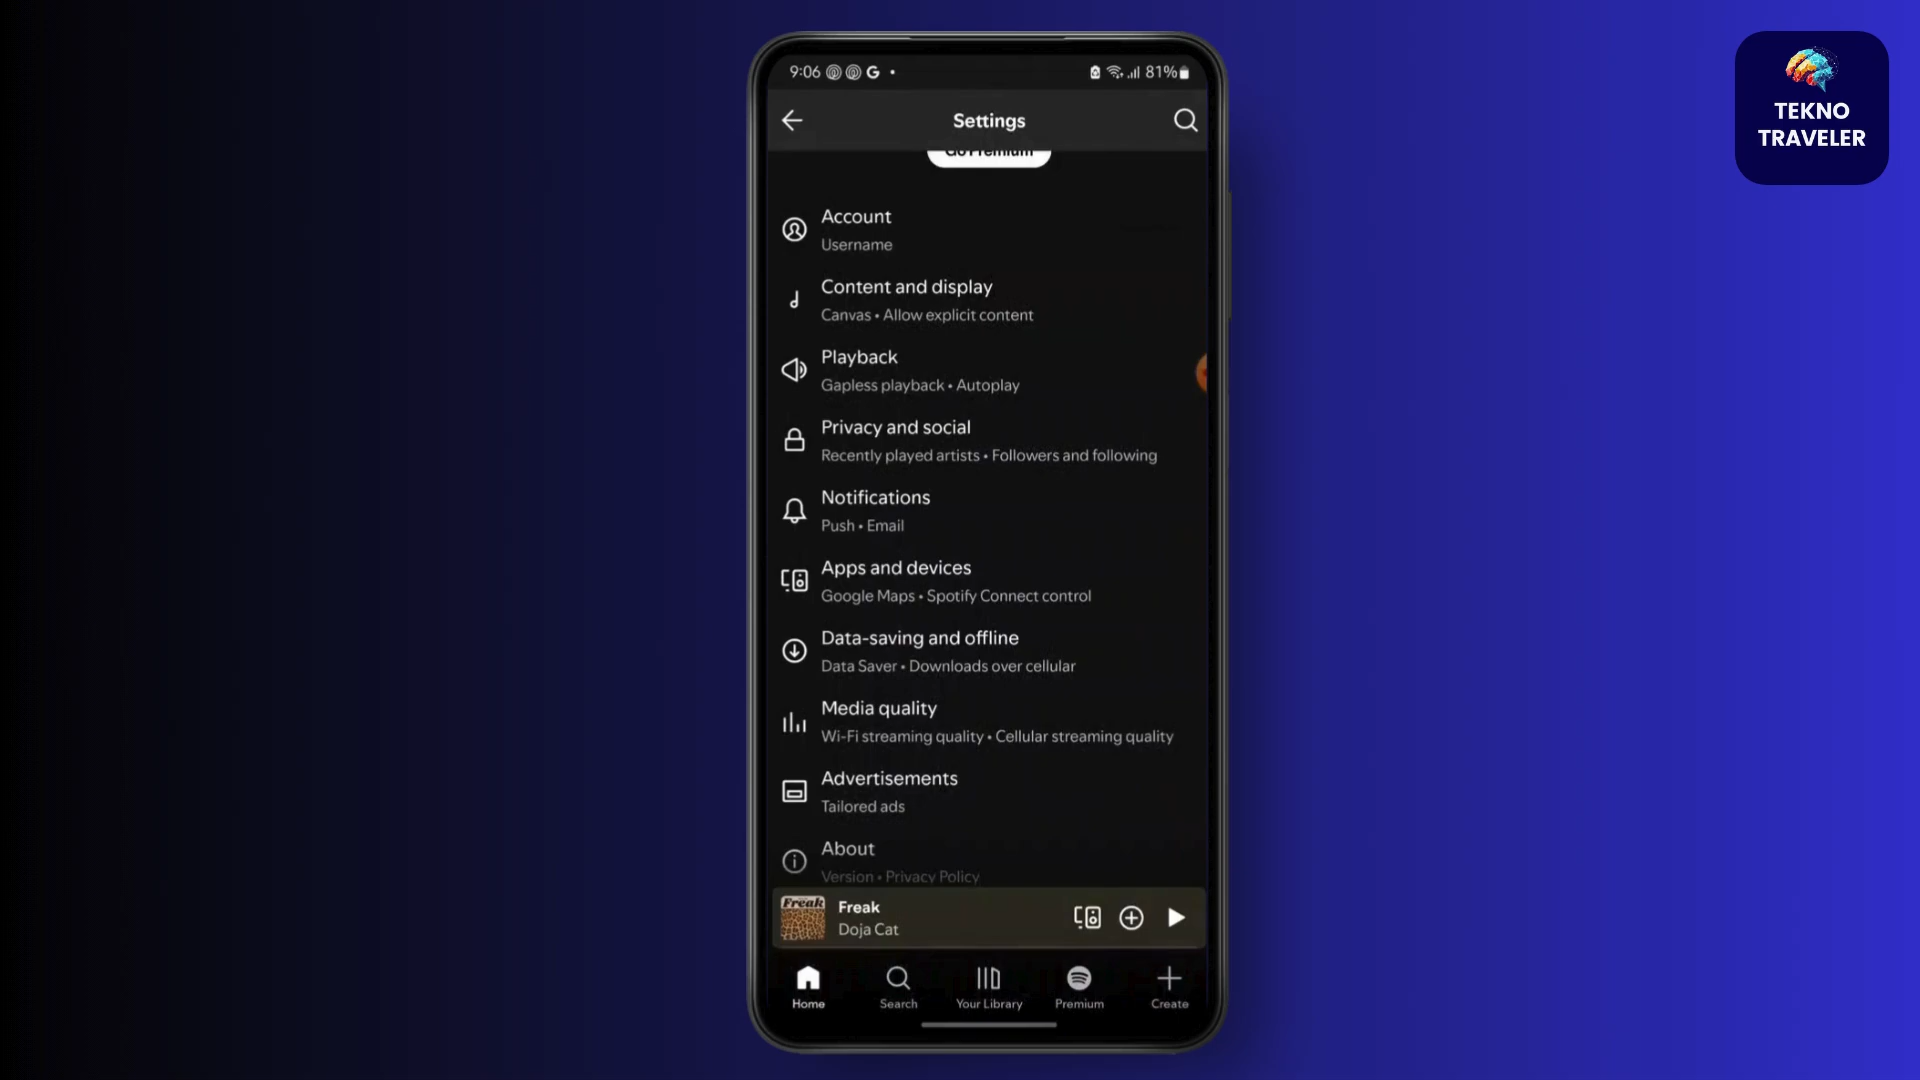 9:06 G 81%
TEKNO
TRAVELER
Settings
Go Premium
Account
Username
Content and display
Canvas • Allow explicit content
Playback
Gapless playback • Autoplay
Privacy and social
Recently played artists • Followers and following
Notifications
Push • Email
Apps and devices
Google Maps • Spotify Connect control
Data-saving and offline
Data Saver • Downloads over cellular
Media quality
Wi-Fi streaming quality • Cellular streaming quality
Advertisements
Tailored ads
About
Version • Privacy Policy
Freak
Freak
Doja Cat
Home Search Your Library Premium Create